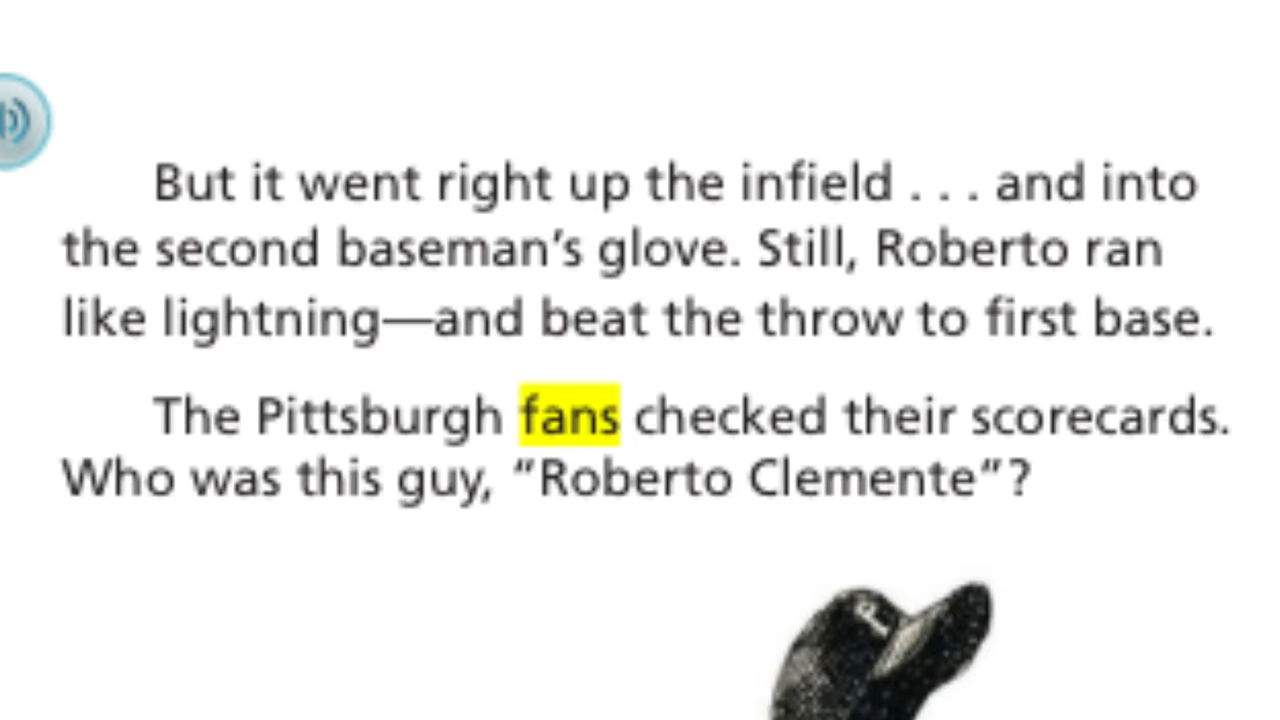 But it went right up the infield . . . and into
the second baseman’s glove. Still, Roberto ran
like lightning—and beat the throw to first base.
The Pittsburgh fans checked their scorecards.
Who was this guy, “Roberto Clemente“?
P